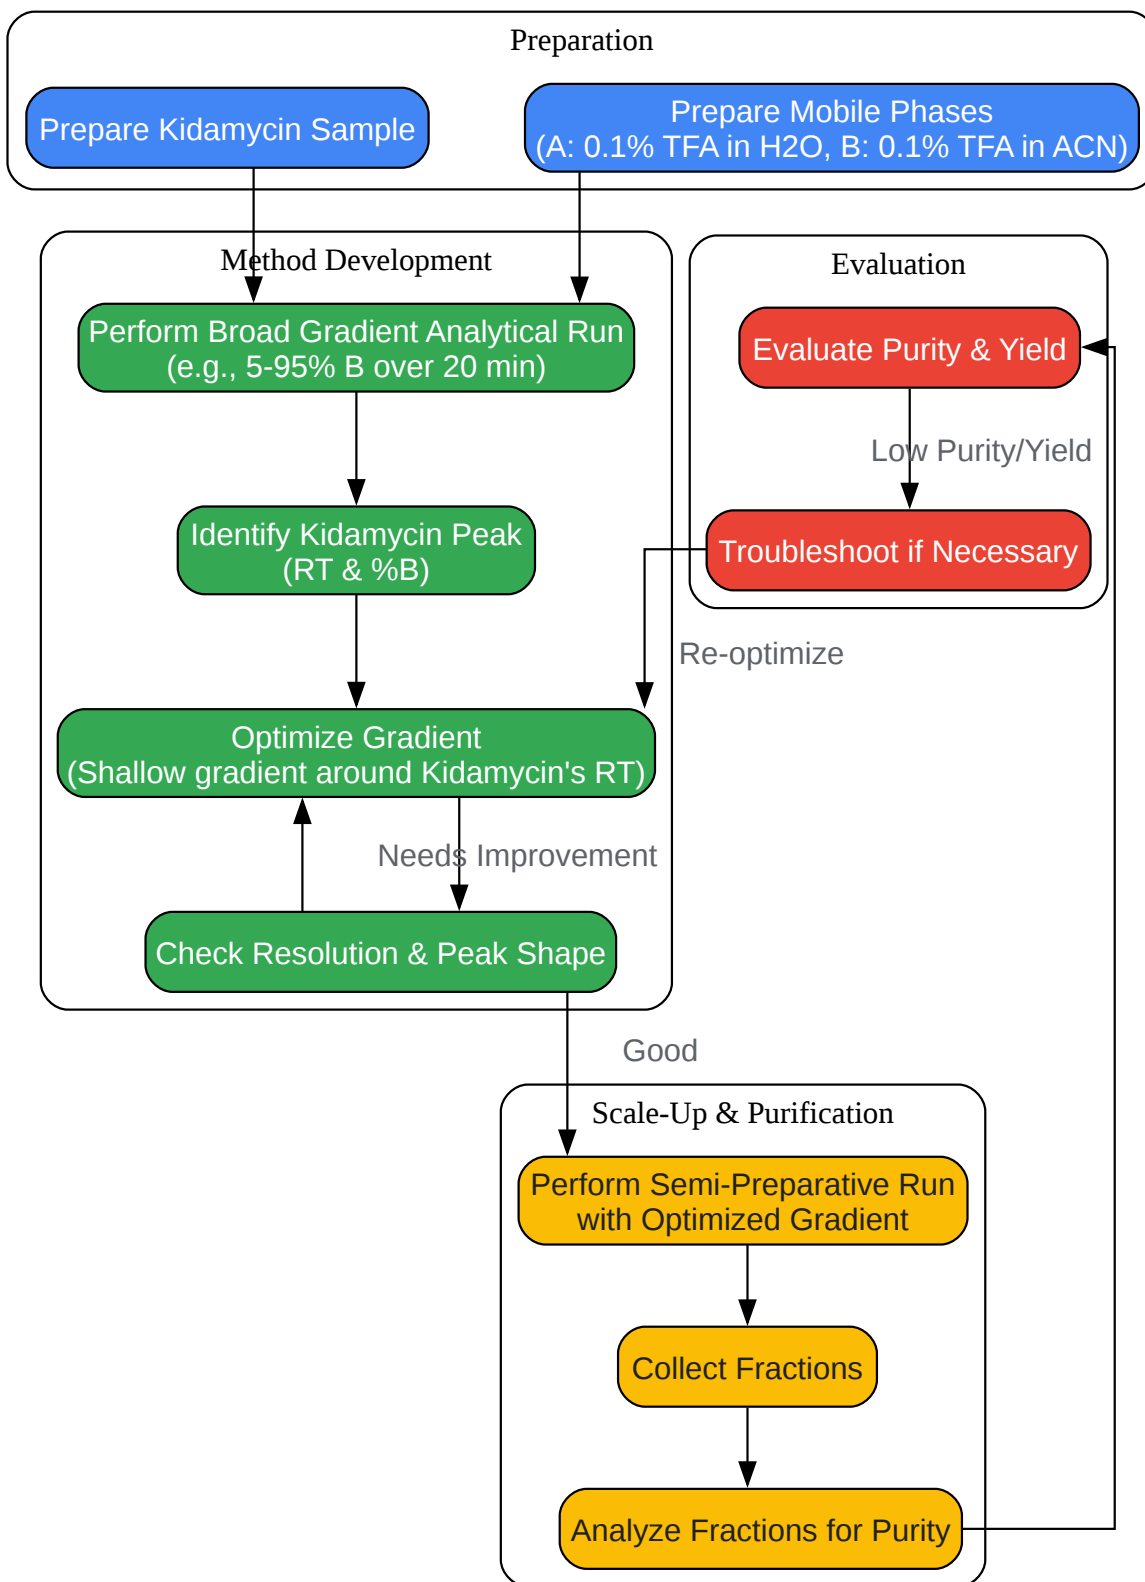 Preparation
Prepare Kidamycin Sample
Prepare Mobile Phases
(A: 0.1% TFA in H2O, B: 0.1% TFA in ACN)
Method Development
Perform Broad Gradient Analytical Run
(e.g., 5-95% B over 20 min)
Identify Kidamycin Peak
(RT & %B)
Optimize Gradient
(Shallow gradient around Kidamycin's RT)
Needs Improvement
Check Resolution & Peak Shape
Evaluation
Evaluate Purity & Yield
Low Purity/Yield
Troubleshoot if Necessary
Re-optimize
Good
Scale-Up & Purification
Perform Semi-Preparative Run
with Optimized Gradient
Collect Fractions
Analyze Fractions for Purity